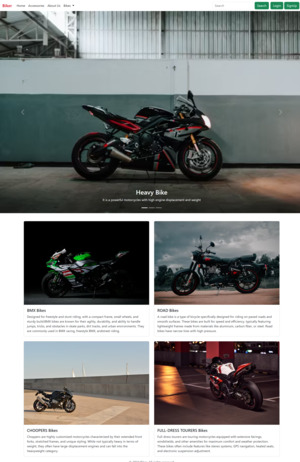 Biker Home Accessories About Us Bikes Search Search Login SignUp
Heavy Bike
It is a powerful motorcycles with high engine displacement and weight
BMX Bikes
Designed for freestyle and stunt riding, with a compact frame, small wheels, and
sturdy build.BMX bikes are known for their agility, durability, and ability to handle
jumps, tricks, and obstacles in skate parks, dirt tracks, and urban environments. They
are commonly used in BMX racing, freestyle BMX, and street riding.
ROAD Bikes
A road bike is a type specifically designed for riding on paved roads and
smooth surfaces. These bikes are built for speed and efficiency, typically featuring
lightweight frames made from materials like aluminum, carbon fiber, or steel. Road
bikes have narrow tires with high pressure
CHOOPERS Bikes
Choppers are highly customized motorcycles characterized by their extended front
forks, stretched frames, and unique styling. While not typically heavy in terms of
weight, they often have large displacement engines and can fall into the
heavyweight category.
FULL-DRESS TOURERS Bikes
Full-dress tourers are touring motorcycles equipped with extensive fairings,
windshields, and other amenities for maximum comfort and weather protection.
These bikes often include features like stereo systems, GPS navigation, heated seats,
and electronic suspension adjustment.